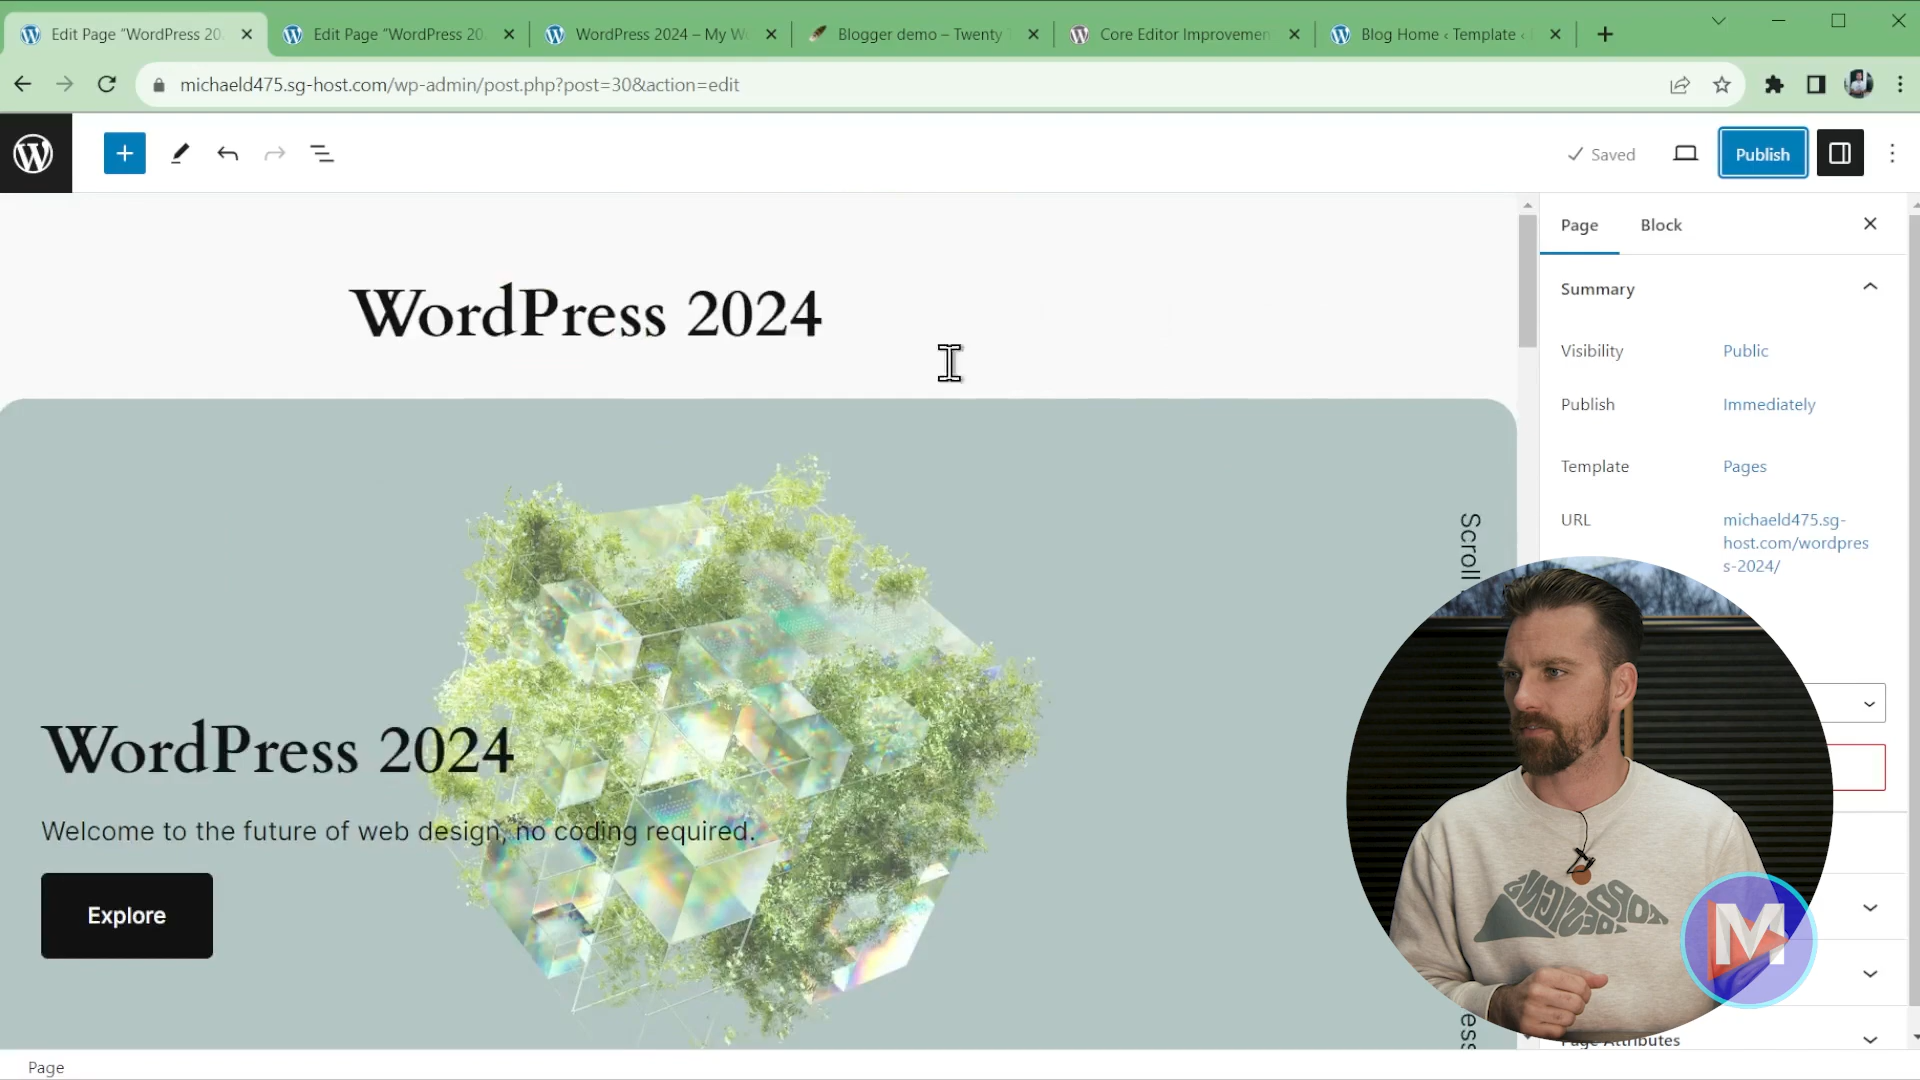 Edit Page “WordPress 20
Edit Page “WordPress 20
WordPress 2024 – My W
Blogger demo – Twenty
Core Editor Improvemen
Blog Home ‹ Template ‹
michaeld475.sg-host.com/wp-admin/post.php?post=30&action=edit
Saved
Publish
Page
Block
WordPress 2024
Summary
Visibility
Public
Publish
Immediately
Template
Pages
URL
michaeld475.sg-
host.com/wordpres
s-2024/
Scroll
WordPress 2024
Welcome to the future of web design, no coding required.
Explore
M
Page Attributes
Page